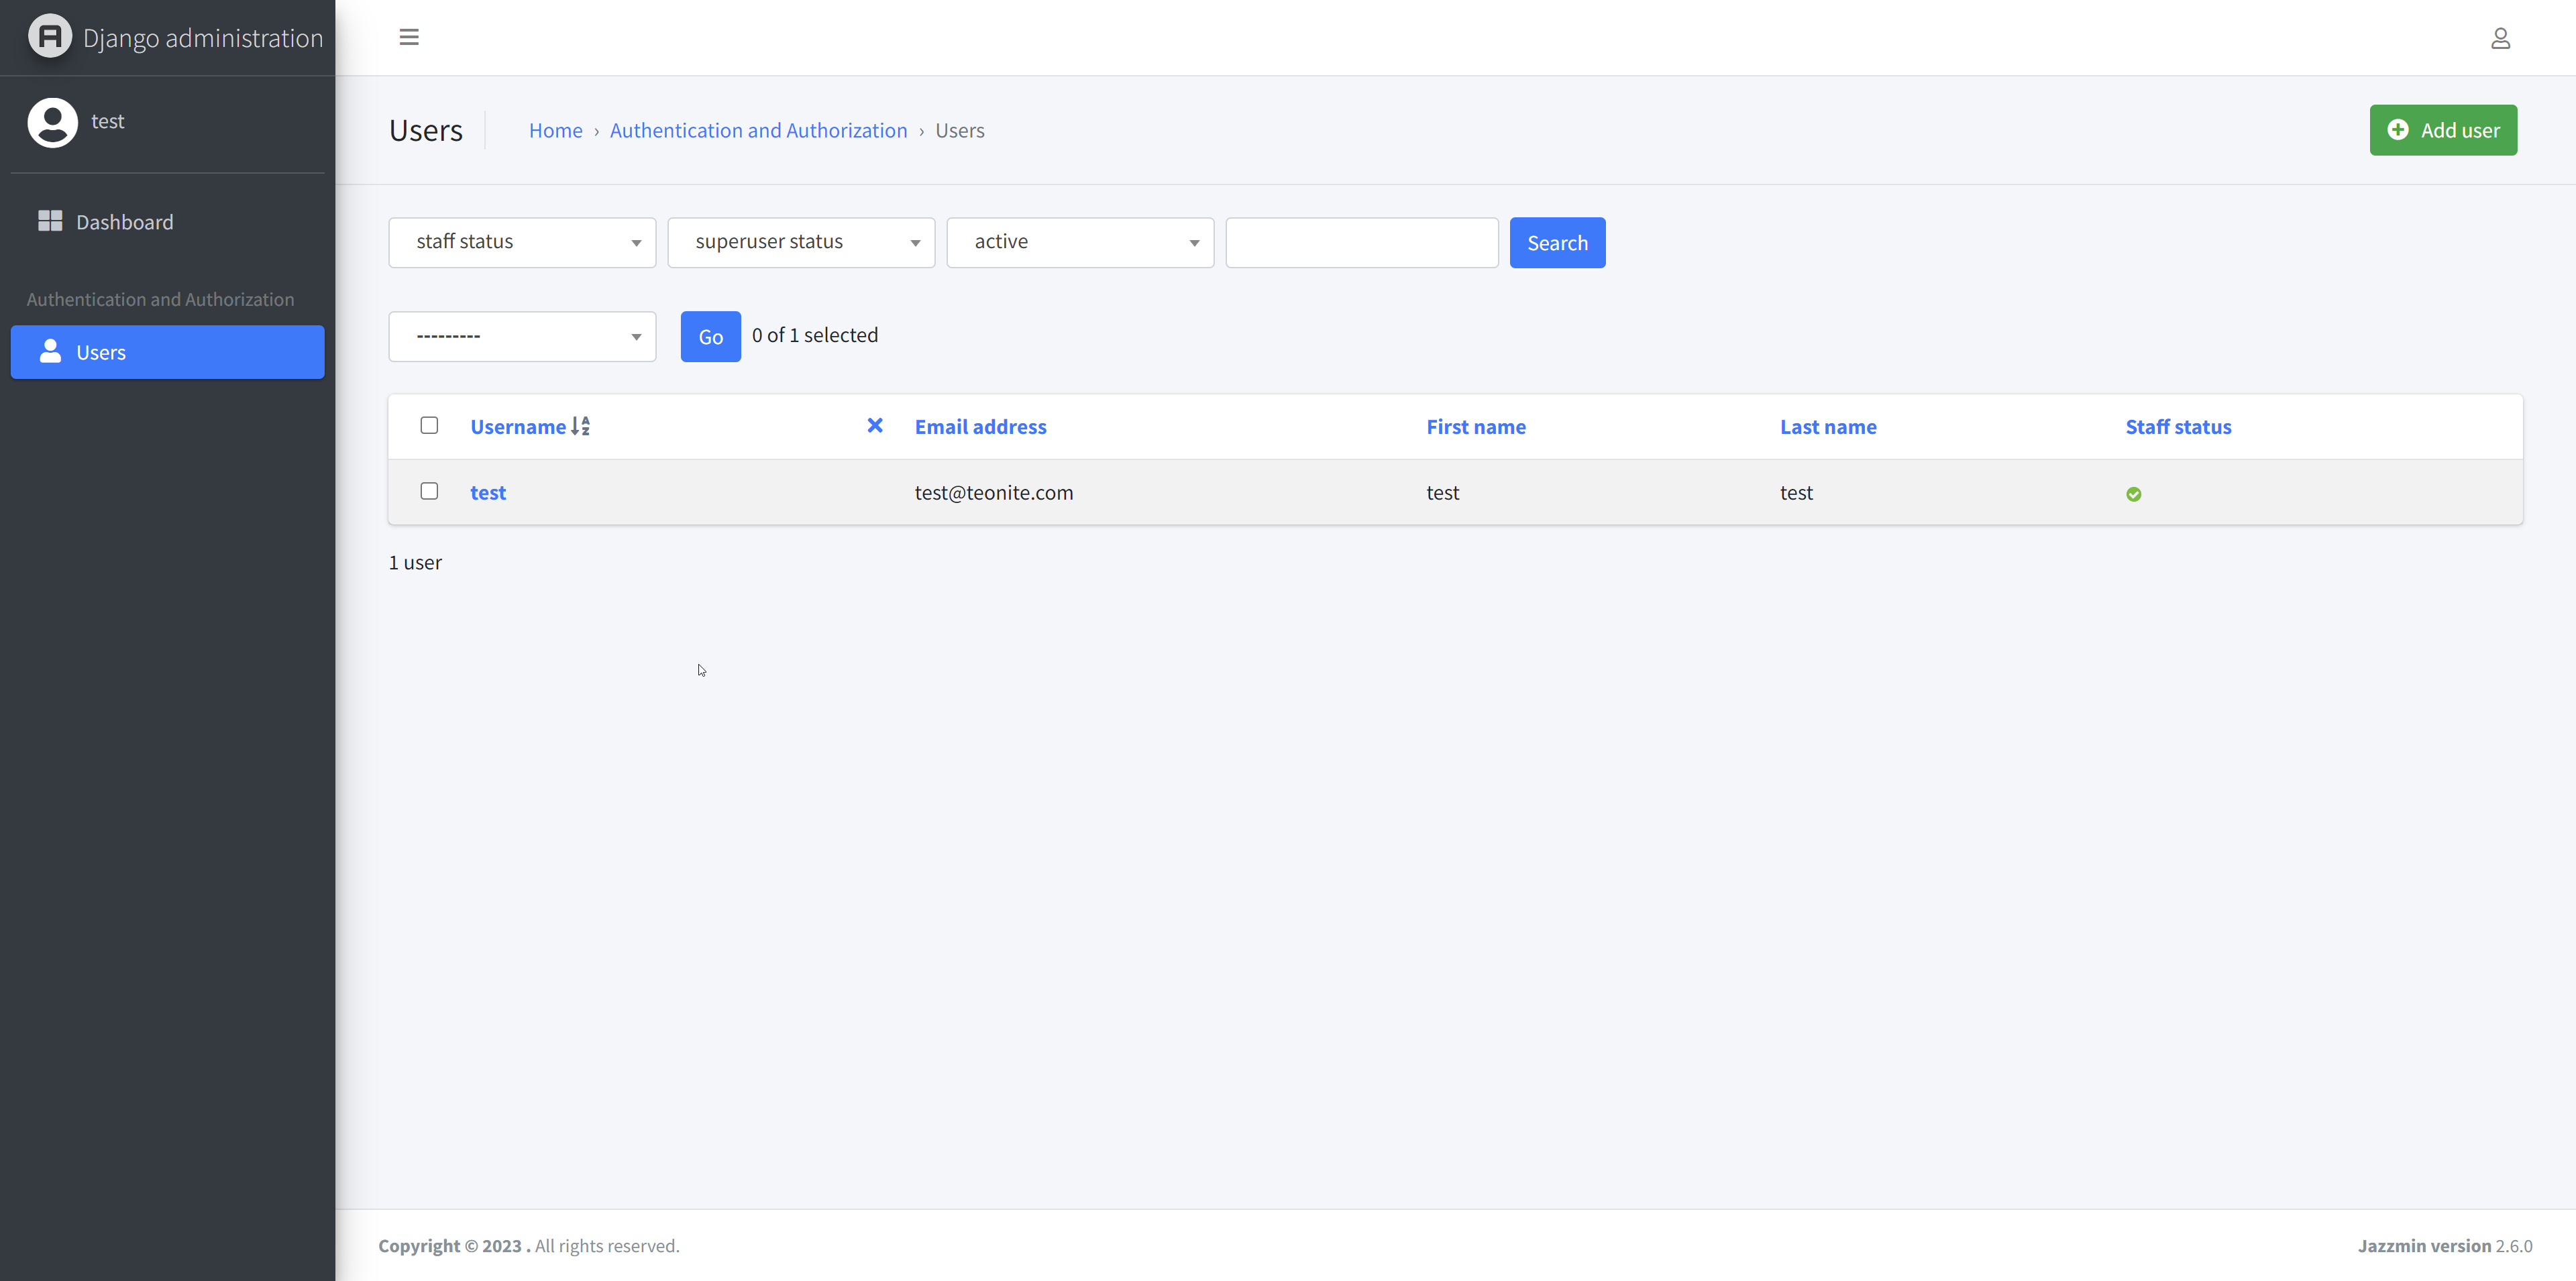 Django administration
test
Dashboard
Authentication and Authorization
Users
Users
Home › Authentication and Authorization › Users
Add user
staff status superuser status active Search
--------- Go 0 of 1 selected
Username Email address First name Last name Staff status
test test@teonite.com test test
1 user
Copyright © 2023 . All rights reserved.
Jazzmin version 2.6.0